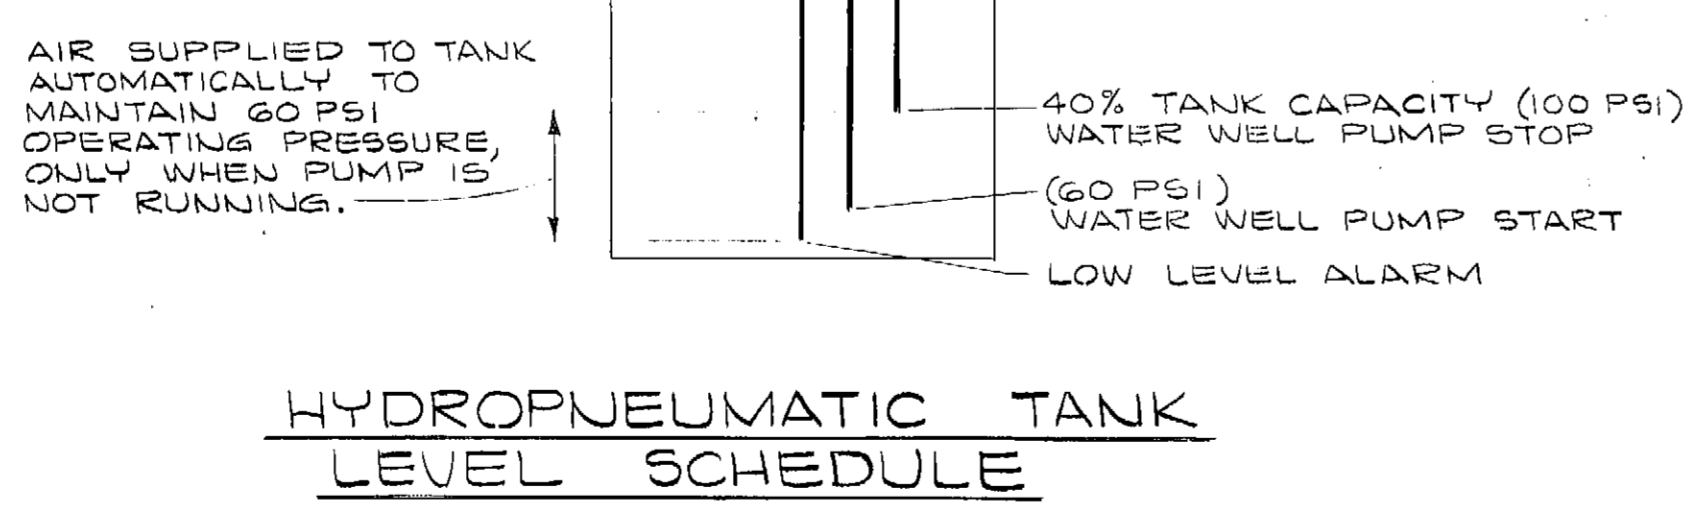 AIR SUPPLIED TO TANK
AUTOMATICALLY TO
MAINTAIN 60 PSI
OPERATING PRESSURE,
ONLY WHEN PUMP IS
NOT RUNNING.
40% TANK CAPACITY (100 PSI)
WATER WELL PUMP STOP
(60 PSI)
WATER WELL PUMP START
LOW LEVEL ALARM
HYDROPNEUMATIC TANK
LEVEL SCHEDULE